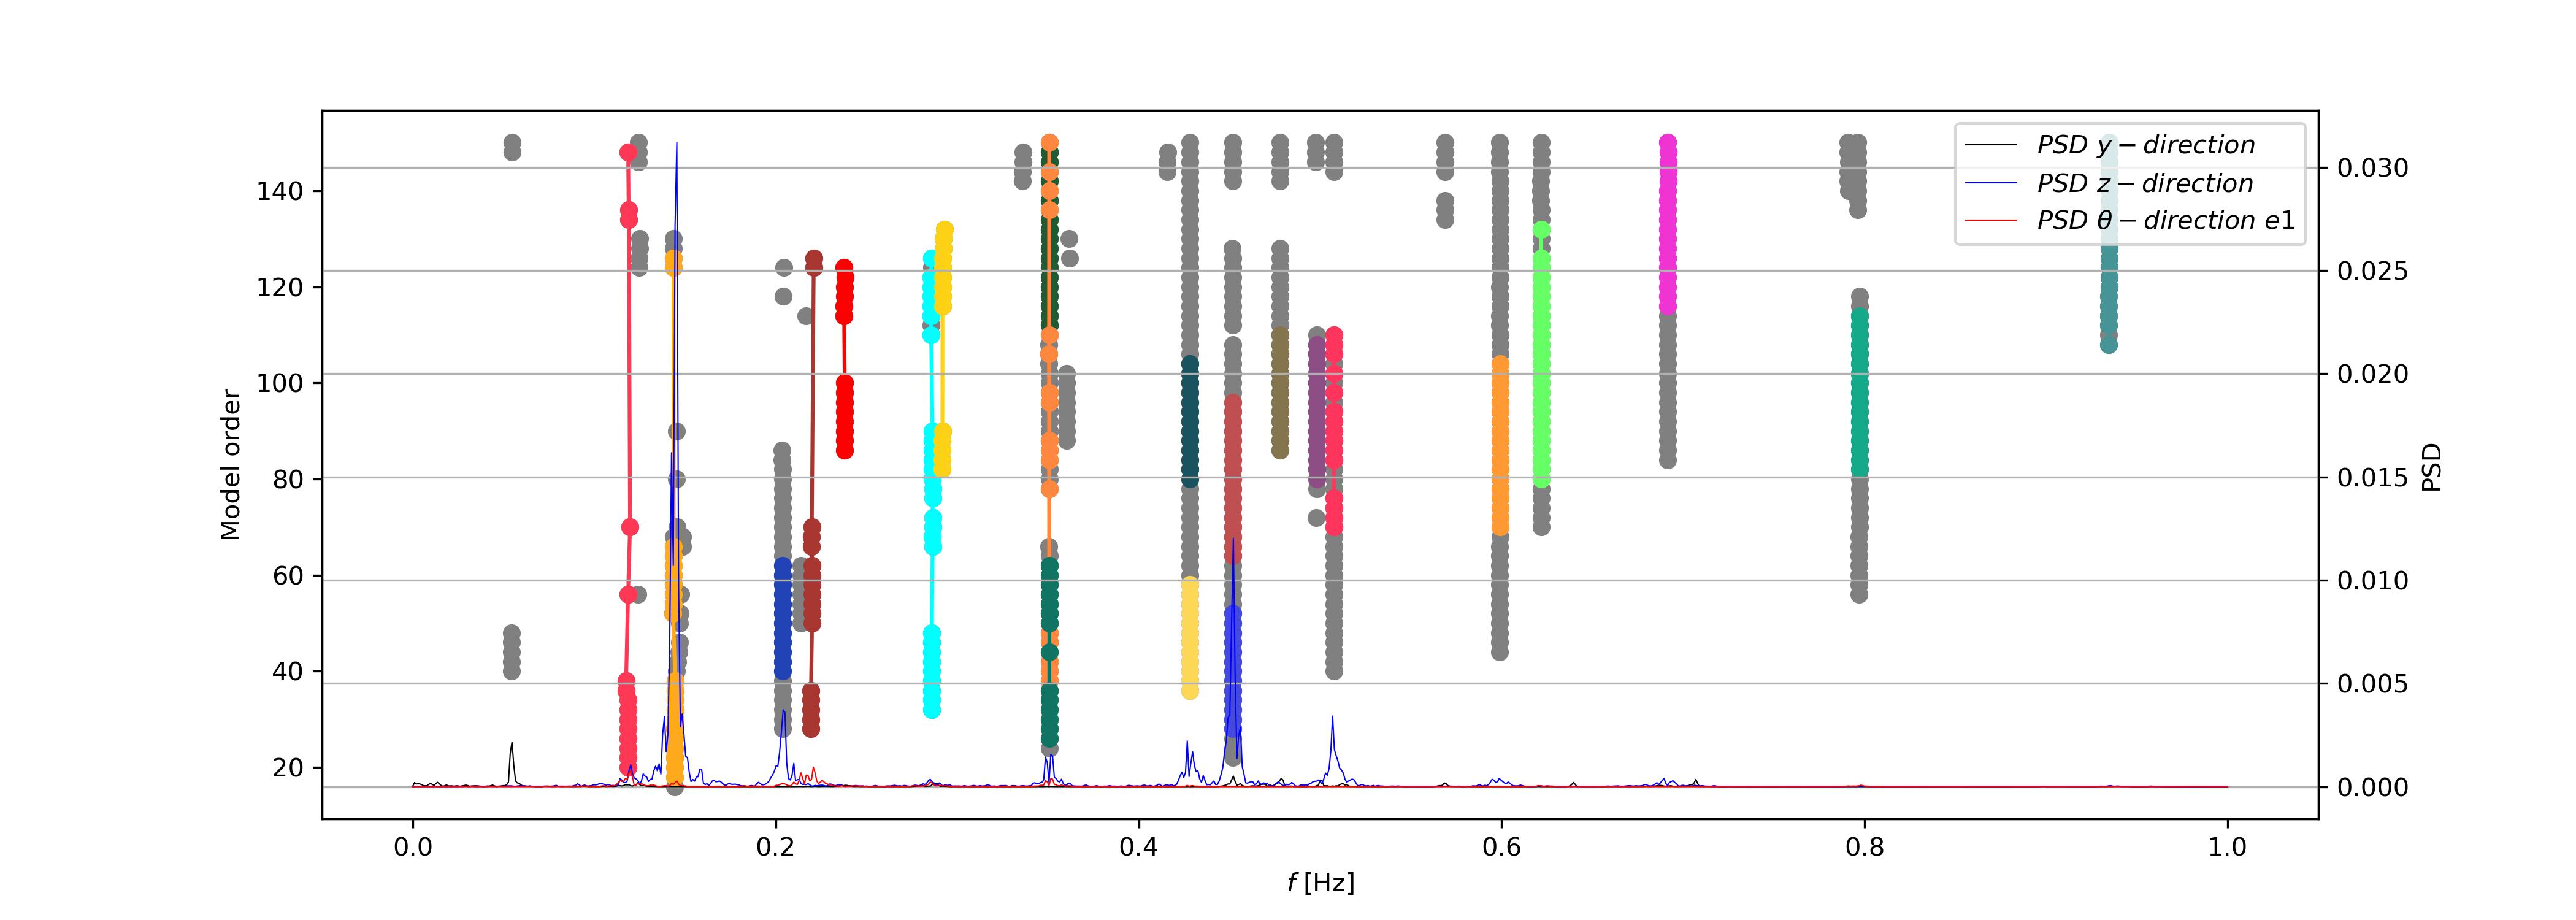 PSD y − direction
PSD z − direction
PSD θ − direction e1
140
120
100
80
60
40
20
Model order
0.030
0.025
0.020
0.015
0.010
0.005
0.000
PSD
0.0 0.2 0.4 0.6 0.8 1.0
f [Hz]